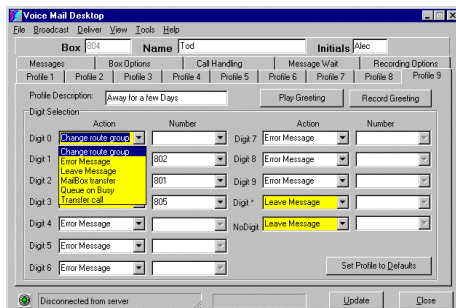 Voice Mail Desktop
File Broadcast Deliver View Tools Help
Box 804 Name Tod Initials Alec
Messages Box Options Call Handling Message Wait Recording Options
Profile 1 Profile 2 Profile 3 Profile 4 Profile 5 Profile 6 Profile 7 Profile 8 Profile 9
Profile Description: Away for a few Days Play Greeting Record Greeting
Digit Selection
Action Number Action Number
Digit 0 Change route group Digit 7 Error Message
Change route group
Error Message
Leave Message
MailBox transfer
Queue on Busy
Transfer call
Digit 1 802 Digit 8 Error Message
Digit 2 801 Digit 9 Error Message
Digit 3 805 Digit * Leave Message
Digit 4 Error Message NoDigit Leave Message
Digit 5 Error Message
Digit 6 Error Message Set Profile to Defaults
Disconnected from server Update Close